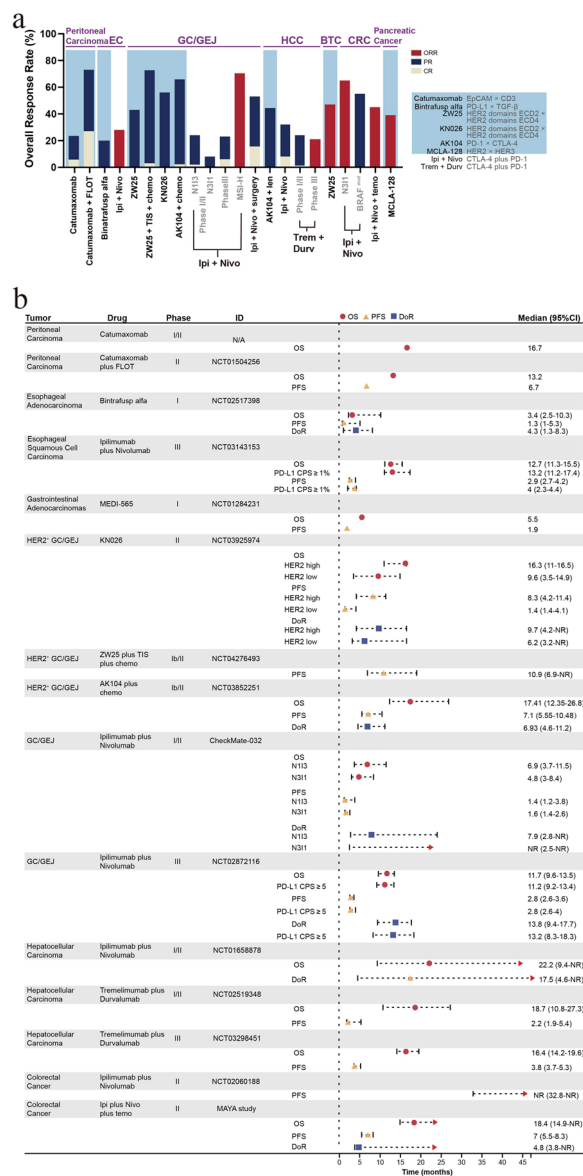 a
Peritoneal Carcinoma
EC
GC/GEJ
HCC
BTC
CRC
Pancreatic Cancer
Overall Response Rate (%)
100
80
60
40
20
0
ORR
PR
CR
Catumaxomab EpCAM × CD3
Bintrafusp alfa PD-L1 × TGF-β
ZW25 HER2 domains ECD2 ×
HER2 domains ECD4
KN026 HER2 domains ECD2 ×
HER2 domains ECD4
AK104 PD-1 × CTLA-4
MCLA-128 HER2 × HER3
Ipi + Nivo CTLA-4 plus PD-1
Trem + Durv CTLA-4 plus PD-1
Catumaxomab
Catumaxomab + FLOT
Binatrafusp alfa
Ipi + Nivo
ZW25
ZW25 + TIS + chemo
KN026
AK104 + chemo
N1I3
N3I1
Phase I/II
PhaseIII
MSI-H
Ipi + Nivo
Ipi + Nivo + surgery
AK104 + len
Ipi + Nivo
Phase I/II
Phase III
Trem + Durv
ZW25
N3I1
BRAF mut
Ipi + Nivo
Ipi + Nivo + temo
MCLA-128
b
Tumor Drug Phase ID OS PFS DoR Median (95%CI)
Peritoneal Carcinoma Catumaxomab I/II N/A
OS 16.7
Peritoneal Carcinoma Catumaxomab plus FLOT II NCT01504256
OS 13.2
PFS 6.7
Esophageal Adenocarcinoma Bintrafusp alfa I NCT02517398
OS 3.4 (2.5-10.3)
PFS 1.3 (1-5.3)
DoR 4.3 (1.3-8.3)
Esophageal Squamous Cell Carcinoma Ipilimumab plus Nivolumab III NCT03143153
OS 12.7 (11.3-15.5)
PD-L1 CPS ≥ 1% 13.2 (11.2-17.4)
PFS 2.9 (2.7-4.2)
PD-L1 CPS ≥ 1% 4 (2.3-4.4)
Gastrointestinal Adenocarcinomas MEDI-565 I NCT01284231
OS 5.5
PFS 1.9
HER2⁺ GC/GEJ KN026 II NCT03925974
OS
HER2 high 16.3 (11-16.5)
HER2 low 9.6 (3.5-14.9)
PFS
HER2 high 8.3 (4.2-11.4)
HER2 low 1.4 (1.4-4.1)
DoR
HER2 high 9.7 (4.2-NR)
HER2 low 6.2 (3.2-NR)
HER2⁺ GC/GEJ ZW25 plus TIS plus chemo Ib/II NCT04276493
PFS 10.9 (6.9-NR)
HER2⁻ GC/GEJ AK104 plus chemo Ib/II NCT03852251
OS 17.41 (12.35-26.8)
PFS 7.1 (5.55-10.48)
DoR 6.93 (4.6-11.2)
GC/GEJ Ipilimumab plus Nivolumab I/II CheckMate-032
OS
N1I3 6.9 (3.7-11.5)
N3I1 4.8 (3-8.4)
PFS
N1I3 1.4 (1.2-3.8)
N3I1 1.6 (1.4-2.6)
DoR
N1I3 7.9 (2.8-NR)
N3I1 NR (2.5-NR)
GC/GEJ Ipilimumab plus Nivolumab III NCT02872116
OS 11.7 (9.6-13.5)
PD-L1 CPS ≥ 5 11.2 (9.2-13.4)
PFS 2.8 (2.6-3.6)
PD-L1 CPS ≥ 5 2.8 (2.6-4)
DoR 13.8 (9.4-17.7)
PD-L1 CPS ≥ 5 13.2 (8.3-18.3)
Hepatocellular Carcinoma Ipilimumab plus Nivolumab I/II NCT01658878
OS 22.2 (9.4-NR)
DoR 17.5 (4.6-NR)
Hepatocellular Carcinoma Tremelimumab plus Durvalumab I/II NCT02519348
OS 18.7 (10.8-27.3)
PFS 2.2 (1.9-5.4)
Hepatocellular Carcinoma Tremelimumab plus Durvalumab III NCT03298451
OS 16.4 (14.2-19.6)
PFS 3.8 (3.7-5.3)
Colorectal Cancer Ipilimumab plus Nivolumab II NCT02060188
PFS NR (32.8-NR)
Colorectal Cancer Ipi plus Nivo plus temo II MAYA study
OS 18.4 (14.9-NR)
PFS 7 (5.5-8.3)
DoR 4.8 (3.8-NR)
0 5 10 15 20 25 30 35 40 45
Time (months)